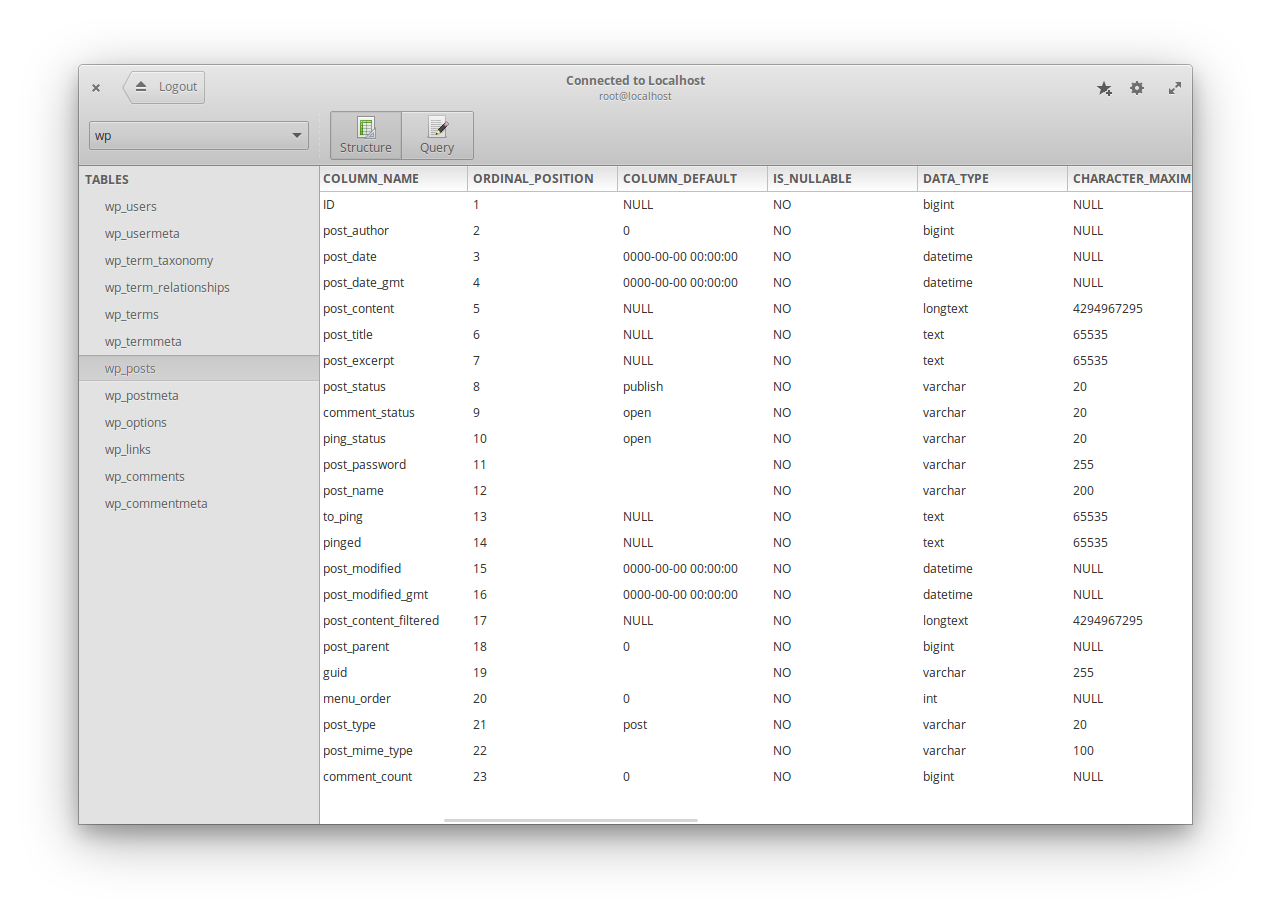 Logout
Connected to Localhost
root@localhost
wp
Structure
Query
TABLES
wp_users
wp_usermeta
wp_term_taxonomy
wp_term_relationships
wp_terms
wp_termmeta
wp_posts
wp_postmeta
wp_options
wp_links
wp_comments
wp_commentmeta
COLUMN_NAME ORDINAL_POSITION COLUMN_DEFAULT IS_NULLABLE DATA_TYPE CHARACTER_MAXIM
ID 1 NULL NO bigint NULL
post_author 2 0 NO bigint NULL
post_date 3 0000-00-00 00:00:00 NO datetime NULL
post_date_gmt 4 0000-00-00 00:00:00 NO datetime NULL
post_content 5 NULL NO longtext 4294967295
post_title 6 NULL NO text 65535
post_excerpt 7 NULL NO text 65535
post_status 8 publish NO varchar 20
comment_status 9 open NO varchar 20
ping_status 10 open NO varchar 20
post_password 11 NO varchar 255
post_name 12 NO varchar 200
to_ping 13 NULL NO text 65535
pinged 14 NULL NO text 65535
post_modified 15 0000-00-00 00:00:00 NO datetime NULL
post_modified_gmt 16 0000-00-00 00:00:00 NO datetime NULL
post_content_filtered 17 NULL NO longtext 4294967295
post_parent 18 0 NO bigint NULL
guid 19 NO varchar 255
menu_order 20 0 NO int NULL
post_type 21 post NO varchar 20
post_mime_type 22 NO varchar 100
comment_count 23 0 NO bigint NULL